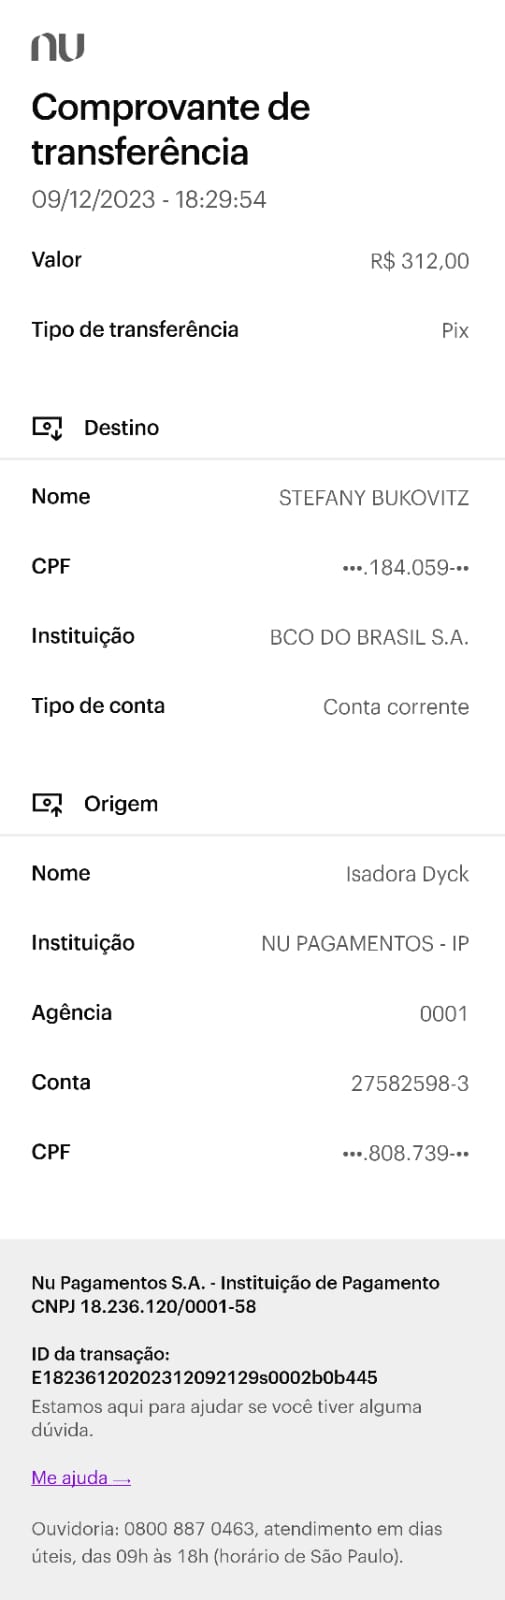 nu
Comprovante de
transferência
09/12/2023 - 18:29:54
Valor R$ 312,00
Tipo de transferência Pix
Destino
Nome STEFANY BUKOVITZ
CPF •••.184.059-••
Instituição BCO DO BRASIL S.A.
Tipo de conta Conta corrente
Origem
Nome Isadora Dyck
Instituição NU PAGAMENTOS - IP
Agência 0001
Conta 27582598-3
CPF •••.808.739-••
Nu Pagamentos S.A. - Instituição de Pagamento
CNPJ 18.236.120/0001-58
ID da transação:
E18236120202312092129s0002b0b445
Estamos aqui para ajudar se você tiver alguma
dúvida.
Me ajuda →
Ouvidoria: 0800 887 0463, atendimento em dias
úteis, das 09h às 18h (horário de São Paulo).